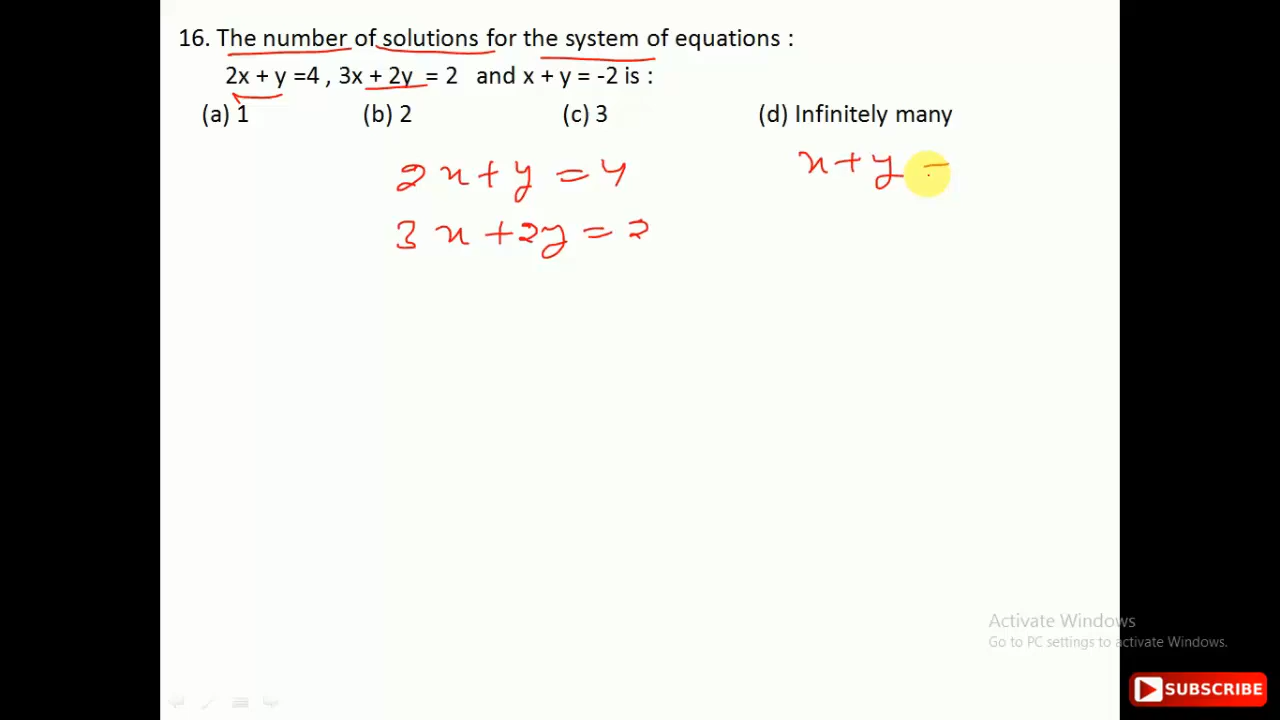 16. The number of solutions for the system of equations :
2x + y =4 , 3x + 2y = 2 and x + y = -2 is :
(a) 1 (b) 2 (c) 3 (d) Infinitely many
2x + y = 4 x + y =
3x + 2y = 2
Activate Windows
Go to PC settings to activate Windows.
SUBSCRIBE